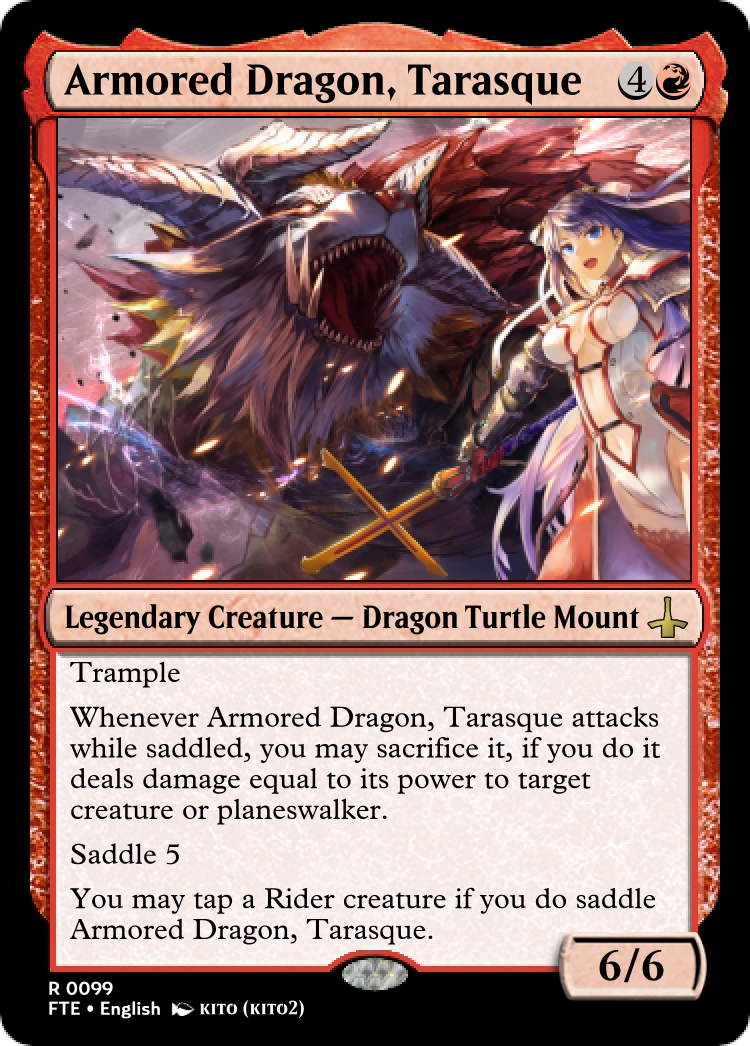 Armored Dragon, Tarasque 4
Legendary Creature — Dragon Turtle Mount
Trample
Whenever Armored Dragon, Tarasque attacks
while saddled, you may sacrifice it, if you do it
deals damage equal to its power to target
creature or planeswalker.
Saddle 5
You may tap a Rider creature if you do saddle
Armored Dragon, Tarasque.
6/6
R 0099
FTE • English KITO (KITO2)